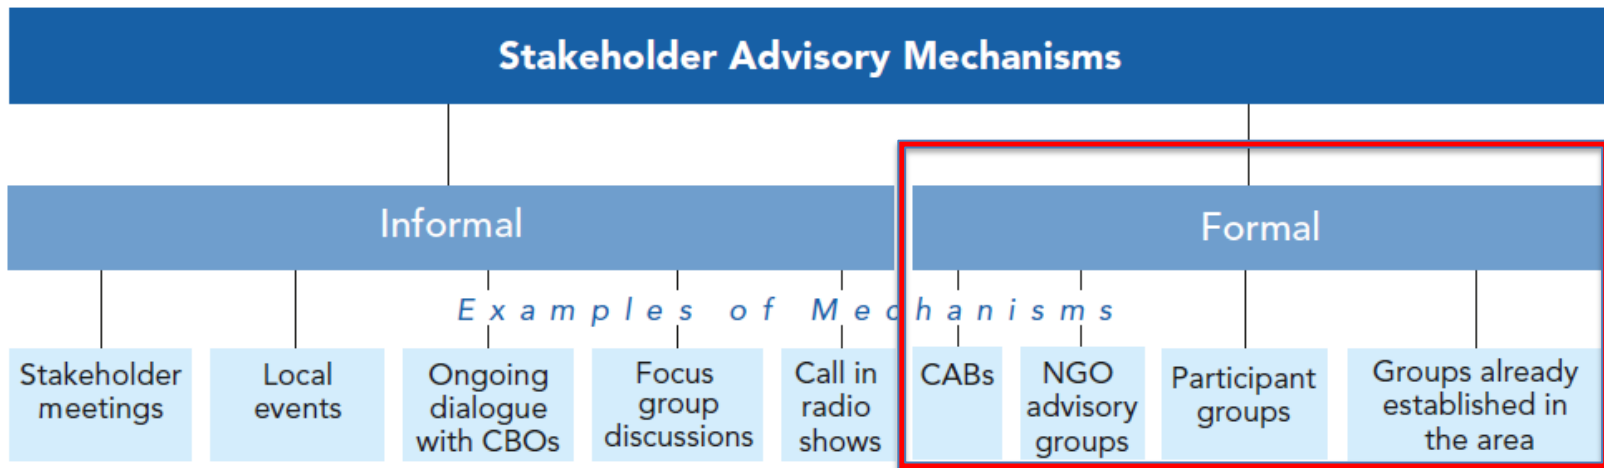 Stakeholder Advisory Mechanisms
Informal
Formal
Examples of Mechanisms
Stakeholder
meetings
Local
events
Ongoing
dialogue
with CBOs
Focus
group
discussions
Call in
radio
shows
CABs
NGO
advisory
groups
Participant
groups
Groups already
established in
the area